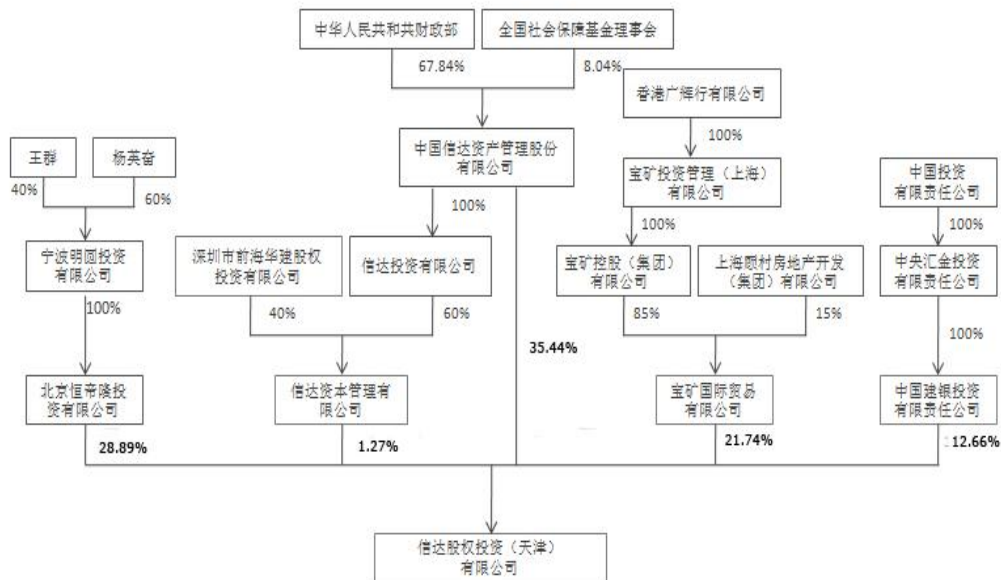 中华人民共和共财政部
全国社会保障基金理事会
67.84%
8.04%
香港广辉行有限公司
100%
王群
杨英奋
中国信达资产管理股份
有限公司
宝矿投资管理（上海）
有限公司
中国投资
有限责任公司
40%
60%
100%
100%
100%
宁波明圆投资
有限公司
深圳市前海华建股权
投资有限公司
信达投资有限公司
宝矿控股（集团）
有限公司
上海颐村房地产开发
（集团）有限公司
中央汇金投资
有限责任公司
100%
40%
60%
85%
15%
35.44%
100%
北京恒帝隆投
资有限公司
信达资本管理有
限公司
宝矿国际贸易
有限公司
中国建银投资
有限责任公司
28.89%
1.27%
21.74%
12.66%
信达股权投资（天津）
有限公司